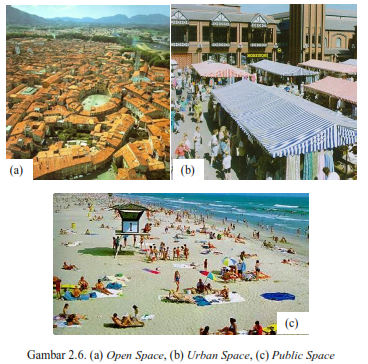 (a)
(b)
(c)
Gambar 2.6. (a) Open Space, (b) Urban Space, (c) Public Space